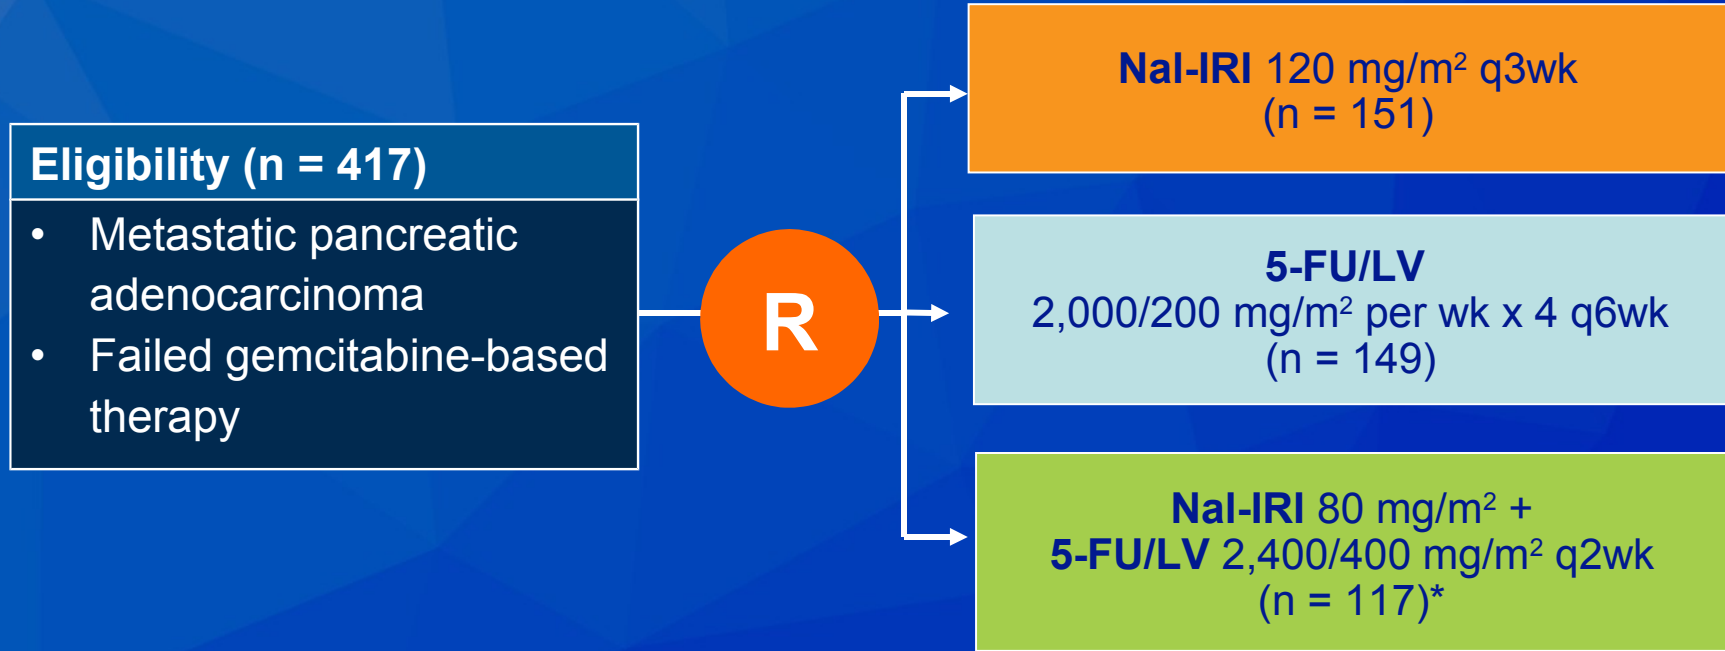 Eligibility (n = 417)
• Metastatic pancreatic
adenocarcinoma
• Failed gemcitabine-based
therapy
R
Nal-IRI 120 mg/m² q3wk
(n = 151)
5-FU/LV
2,000/200 mg/m² per wk x 4 q6wk
(n = 149)
Nal-IRI 80 mg/m² +
5-FU/LV 2,400/400 mg/m² q2wk
(n = 117)*